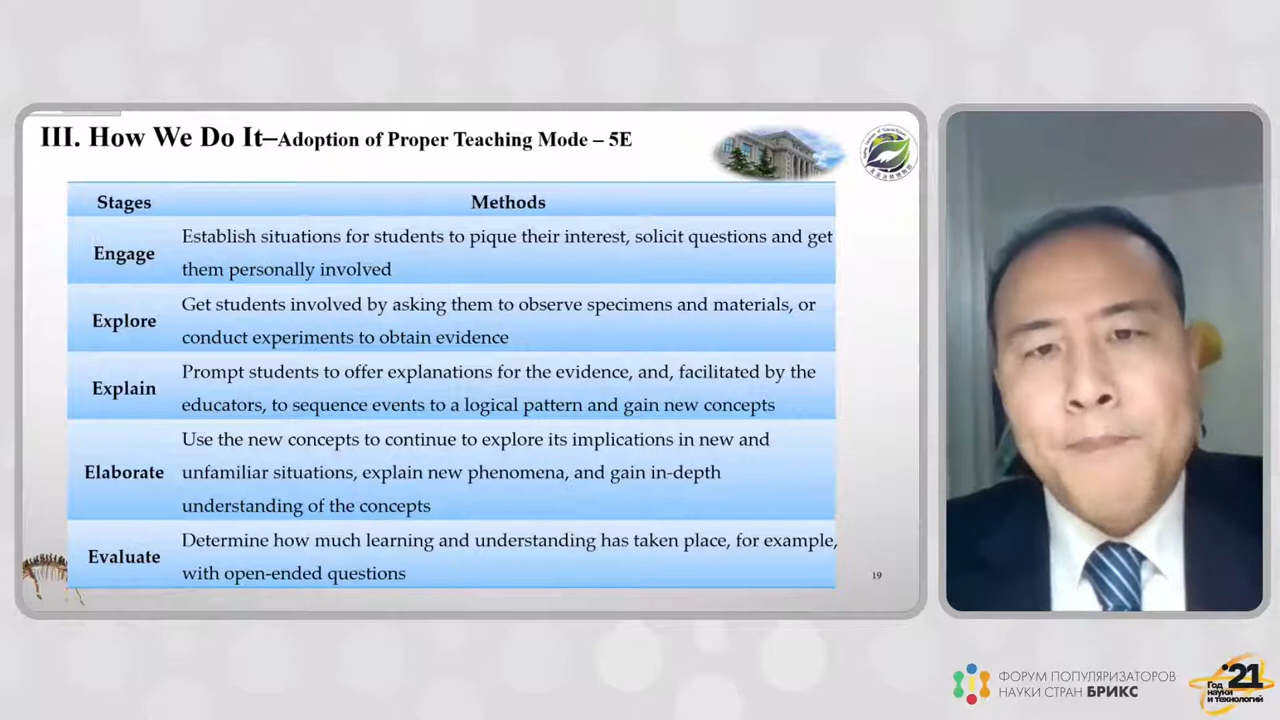 III. How We Do It–Adoption of Proper Teaching Mode – 5E
Stages Methods
Engage
Establish situations for students to pique their interest, solicit questions and get
them personally involved
Explore
Get students involved by asking them to observe specimens and materials, or
conduct experiments to obtain evidence
Explain
Prompt students to offer explanations for the evidence, and, facilitated by the
educators, to sequence events to a logical pattern and gain new concepts
Elaborate
Use the new concepts to continue to explore its implications in new and
unfamiliar situations, explain new phenomena, and gain in-depth
understanding of the concepts
Evaluate
Determine how much learning and understanding has taken place, for example,
with open-ended questions
19
ФОРУМ ПОПУЛЯРИЗАТОРОВ
НАУКИ СТРАН БРИКС
'21
Год
науки
и технологий